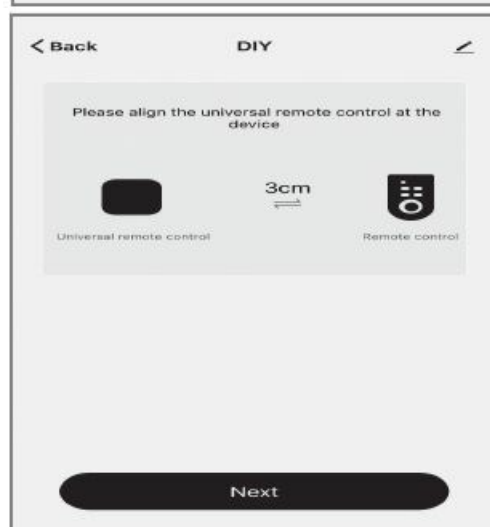 < Back
DIY
Please align the universal remote control at the
device
3cm
Universal remote control
Remote control
Next